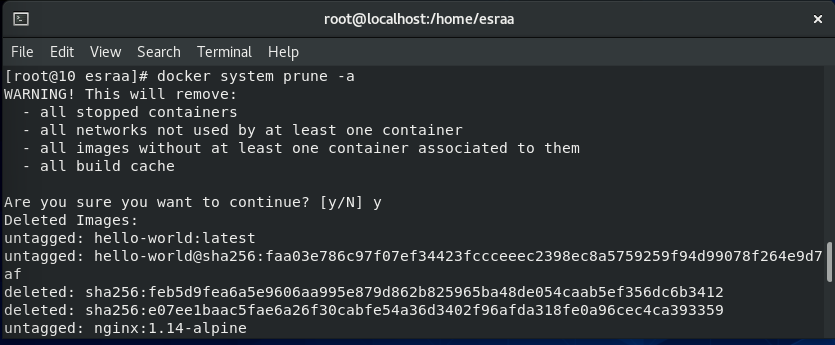 root@localhost:/home/esraa
File Edit View Search Terminal Help
[root@10 esraa]# docker system prune -a
WARNING! This will remove:
  - all stopped containers
  - all networks not used by at least one container
  - all images without at least one container associated to them
  - all build cache
Are you sure you want to continue? [y/N] y
Deleted Images:
untagged: hello-world:latest
untagged: hello-world@sha256:faa03e786c97f07ef34423fccceeec2398ec8a5759259f94d99078f264e9d7
af
deleted: sha256:feb5d9fea6a5e9606aa995e879d862b825965ba48de054caab5ef356dc6b3412
deleted: sha256:e07ee1baac5fae6a26f30cabfe54a36d3402f96afda318fe0a96cec4ca393359
untagged: nginx:1.14-alpine